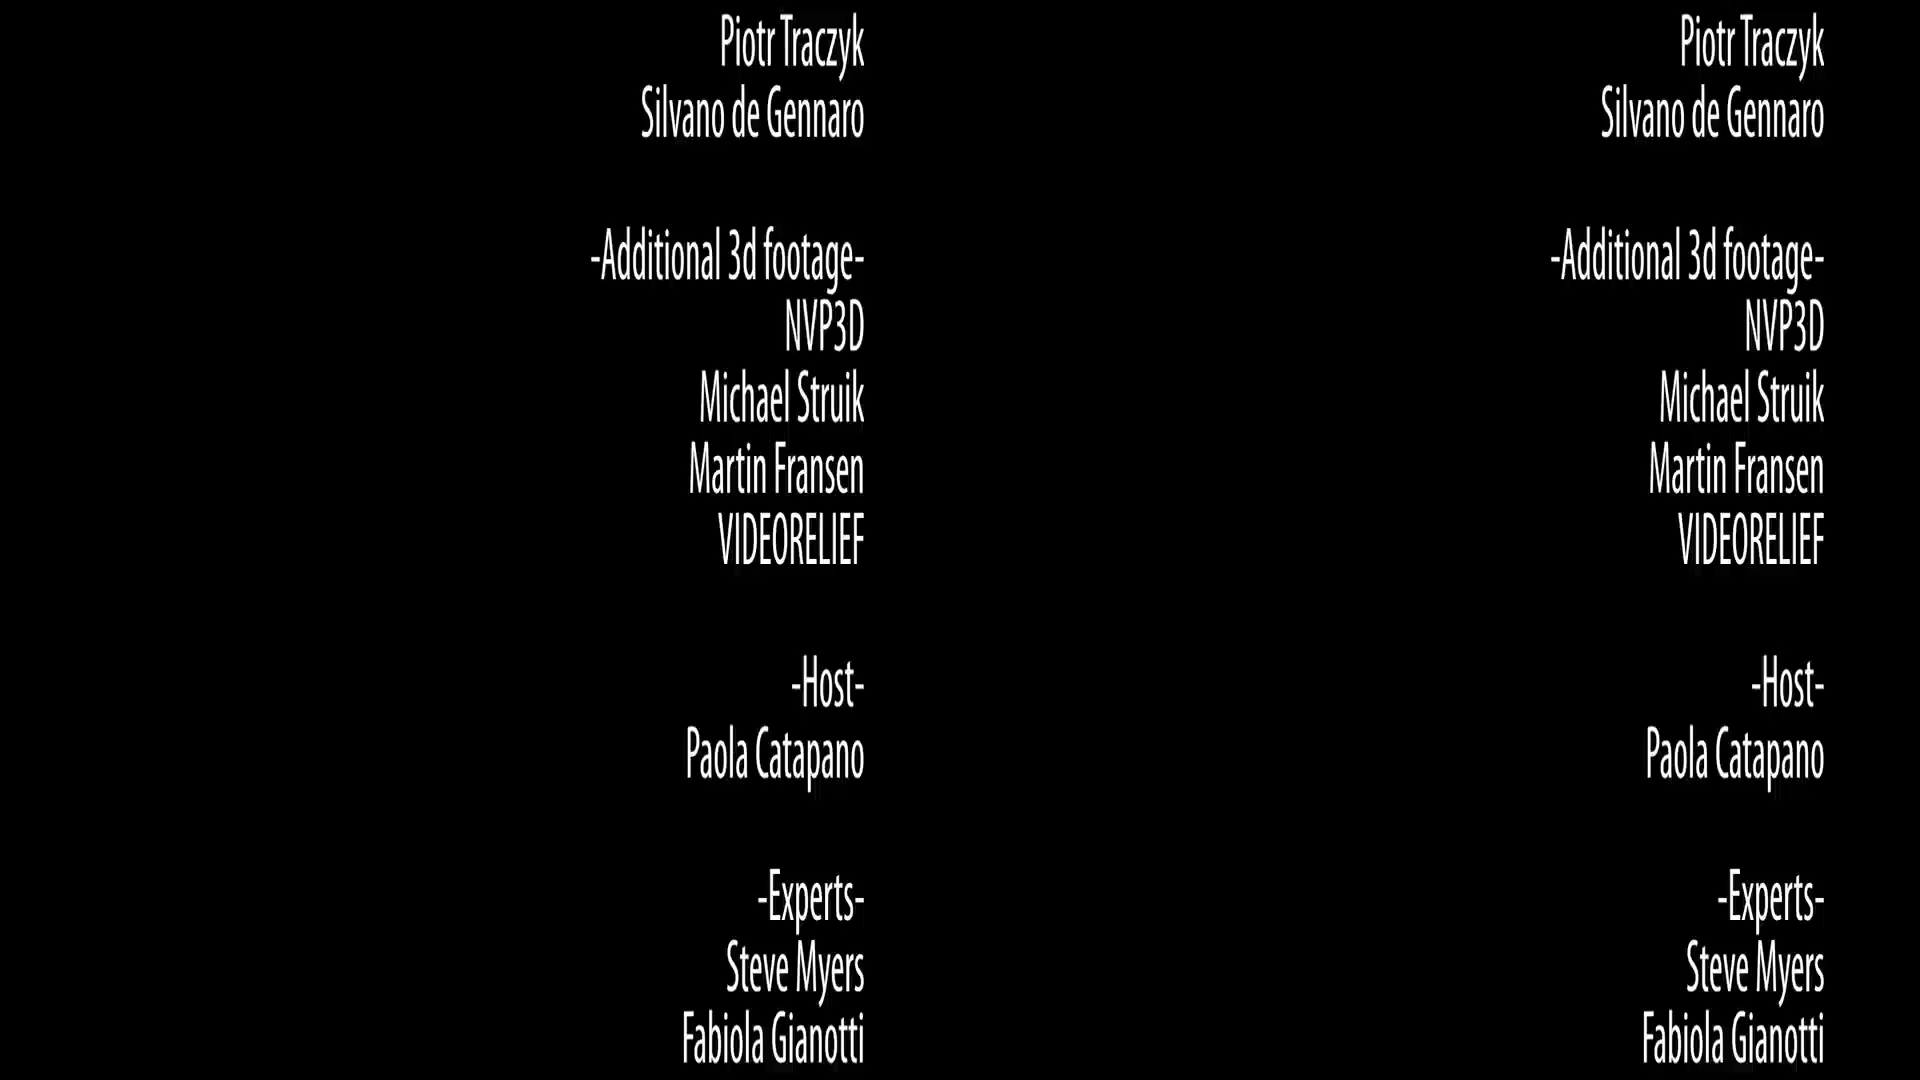 Piotr Traczyk
Silvano de Gennaro
-Additional 3d footage-
NVP3D
Michael Struik
Martin Fransen
VIDEORELIEF
-Host-
Paola Catapano
-Experts-
Steve Myers
Fabiola Gianotti
Piotr Traczyk
Silvano de Gennaro
-Additional 3d footage-
NVP3D
Michael Struik
Martin Fransen
VIDEORELIEF
-Host-
Paola Catapano
-Experts-
Steve Myers
Fabiola Gianotti